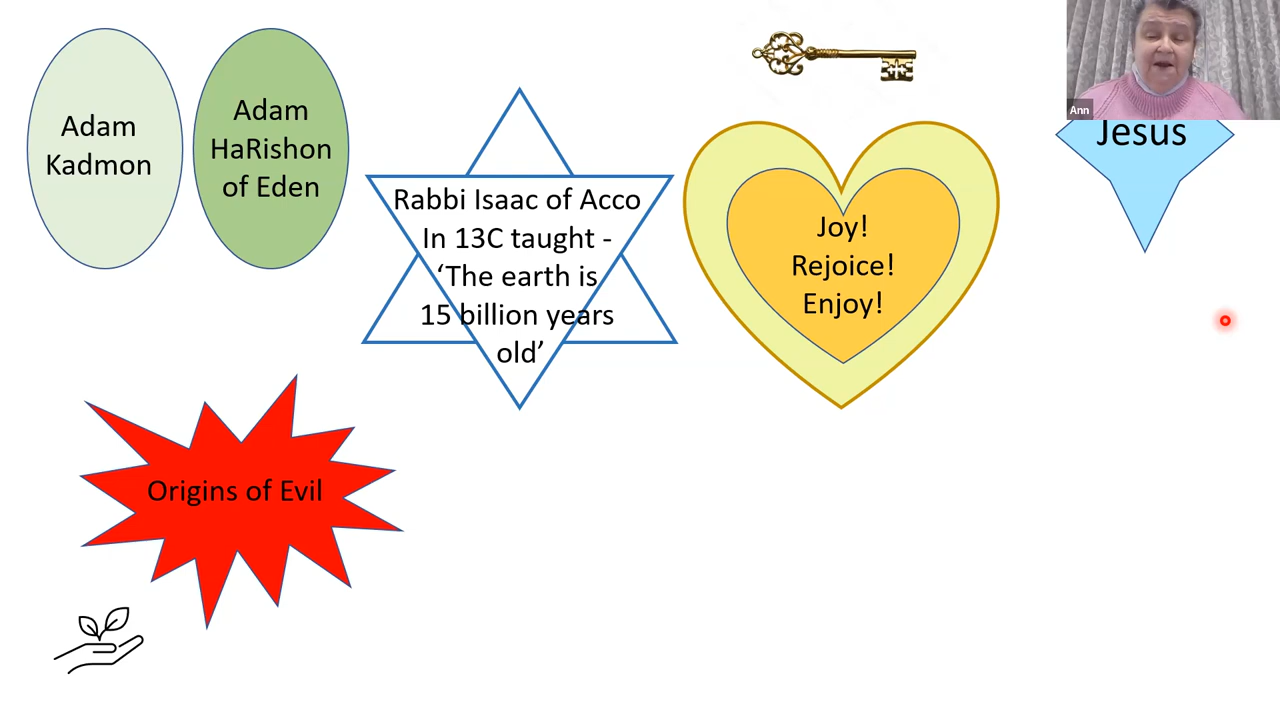 Adam
Kadmon
Adam
HaRishon
of Eden
Rabbi Isaac of Acco
In 13C taught -
‘The earth is
15 billion years
old’
Joy!
Rejoice!
Enjoy!
Ann
Jesus
Origins of Evil